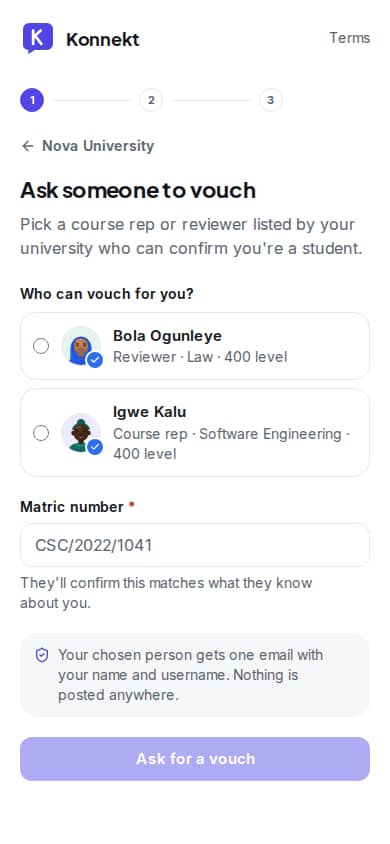 Konnekt
Terms
1
2
3
Nova University
Ask someone to vouch
Pick a course rep or reviewer listed by your
university who can confirm you're a student.
Who can vouch for you?
Bola Ogunleye
Reviewer · Law · 400 level
Igwe Kalu
Course rep · Software Engineering ·
400 level
Matric number *
CSC/2022/1041
They'll confirm this matches what they know
about you.
Your chosen person gets one email with
your name and username. Nothing is
posted anywhere.
Ask for a vouch